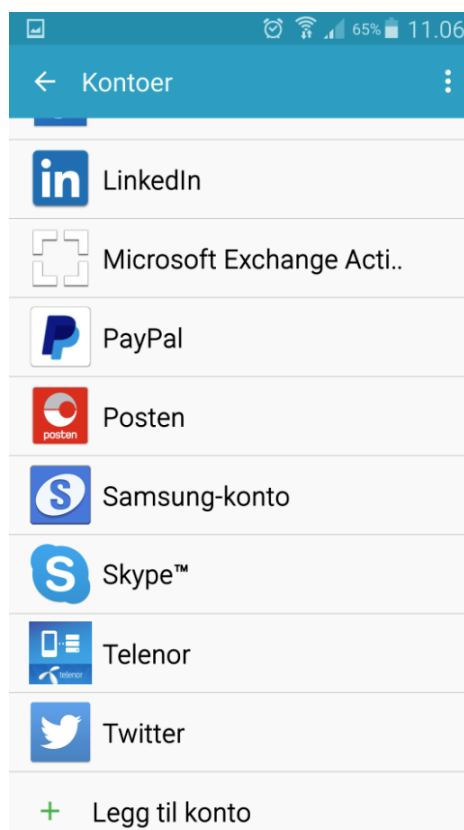 65% 11.06
Kontoer
in LinkedIn
Microsoft Exchange Acti..
PayPal
posten Posten
S Samsung-konto
S Skype™
telenor Telenor
Twitter
+ Legg til konto